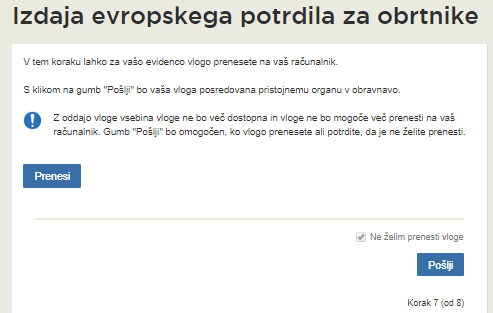 Izdaja evropskega potrdila za obrtnike
V tem koraku lahko za vašo evidenco vlogo prenesete na vaš računalnik.
S klikom na gumb "Pošlji" bo vaša vloga posredovana pristojnemu organu v obravnavo.
Z oddajo vloge vsebina vloge ne bo več dostopna in vloge ne bo mogoče več prenesti na vaš
računalnik. Gumb "Pošlji" bo omogočen, ko vlogo prenesete ali potrdite, da je ne želite prenesti.
Prenesi
Ne želim prenesti vloge
Pošlji
Korak 7 (od 8)